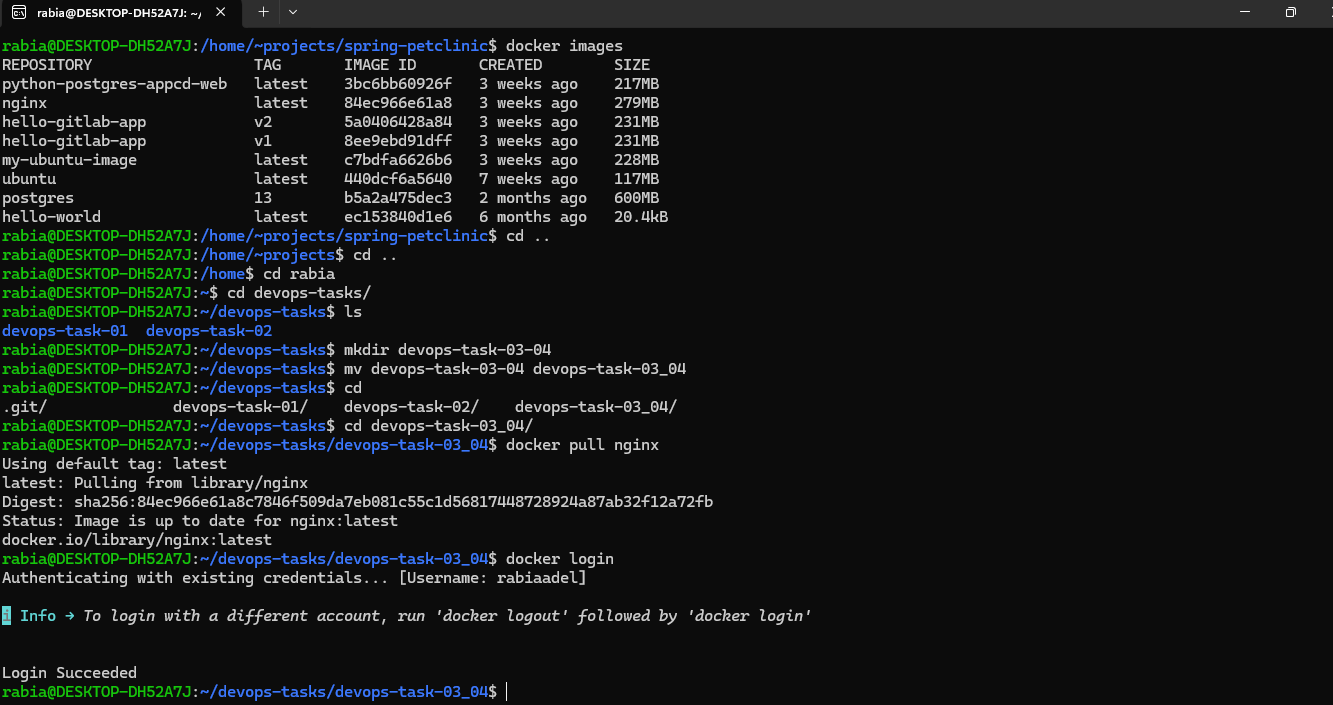 rabia@DESKTOP-DH52A7J: ~/
rabia@DESKTOP-DH52A7J:/home/~projects/spring-petclinic$ docker images
REPOSITORY                  TAG       IMAGE ID       CREATED        SIZE
python-postgres-appcd-web   latest    3bc6bb60926f   3 weeks ago    217MB
nginx                       latest    84ec966e61a8   3 weeks ago    279MB
hello-gitlab-app            v2        5a0406428a84   3 weeks ago    231MB
hello-gitlab-app            v1        8ee9ebd91dff   3 weeks ago    231MB
my-ubuntu-image             latest    c7bdfa6626b6   3 weeks ago    228MB
ubuntu                      latest    440dcf6a5640   7 weeks ago    117MB
postgres                    13        b5a2a475dec3   2 months ago   600MB
hello-world                 latest    ec153840d1e6   6 months ago   20.4kB
rabia@DESKTOP-DH52A7J:/home/~projects/spring-petclinic$ cd ..
rabia@DESKTOP-DH52A7J:/home/~projects$ cd ..
rabia@DESKTOP-DH52A7J:/home$ cd rabia
rabia@DESKTOP-DH52A7J:~$ cd devops-tasks/
rabia@DESKTOP-DH52A7J:~/devops-tasks$ ls
devops-task-01  devops-task-02
rabia@DESKTOP-DH52A7J:~/devops-tasks$ mkdir devops-task-03-04
rabia@DESKTOP-DH52A7J:~/devops-tasks$ mv devops-task-03-04 devops-task-03_04
rabia@DESKTOP-DH52A7J:~/devops-tasks$ cd
.git/              devops-task-01/    devops-task-02/    devops-task-03_04/
rabia@DESKTOP-DH52A7J:~/devops-tasks$ cd devops-task-03_04/
rabia@DESKTOP-DH52A7J:~/devops-tasks/devops-task-03_04$ docker pull nginx
Using default tag: latest
latest: Pulling from library/nginx
Digest: sha256:84ec966e61a8c7846f509da7eb081c55c1d56817448728924a87ab32f12a72fb
Status: Image is up to date for nginx:latest
docker.io/library/nginx:latest
rabia@DESKTOP-DH52A7J:~/devops-tasks/devops-task-03_04$ docker login
Authenticating with existing credentials... [Username: rabiaadel]
i Info → To login with a different account, run 'docker logout' followed by 'docker login'
Login Succeeded
rabia@DESKTOP-DH52A7J:~/devops-tasks/devops-task-03_04$